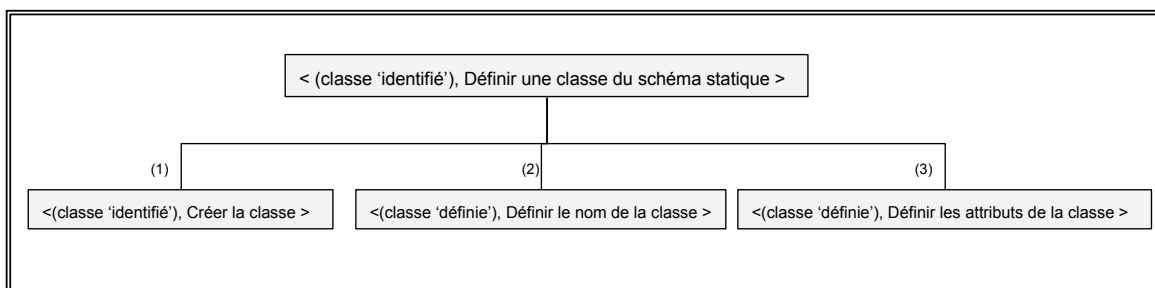 < (classe ‘identifié’), Définir une classe du schéma statique >
(1)
(2)
(3)
<(classe ‘identifié’), Créer la classe >
<(classe ‘définie’), Définir le nom de la classe >
<(classe ‘définie’), Définir les attributs de la classe >